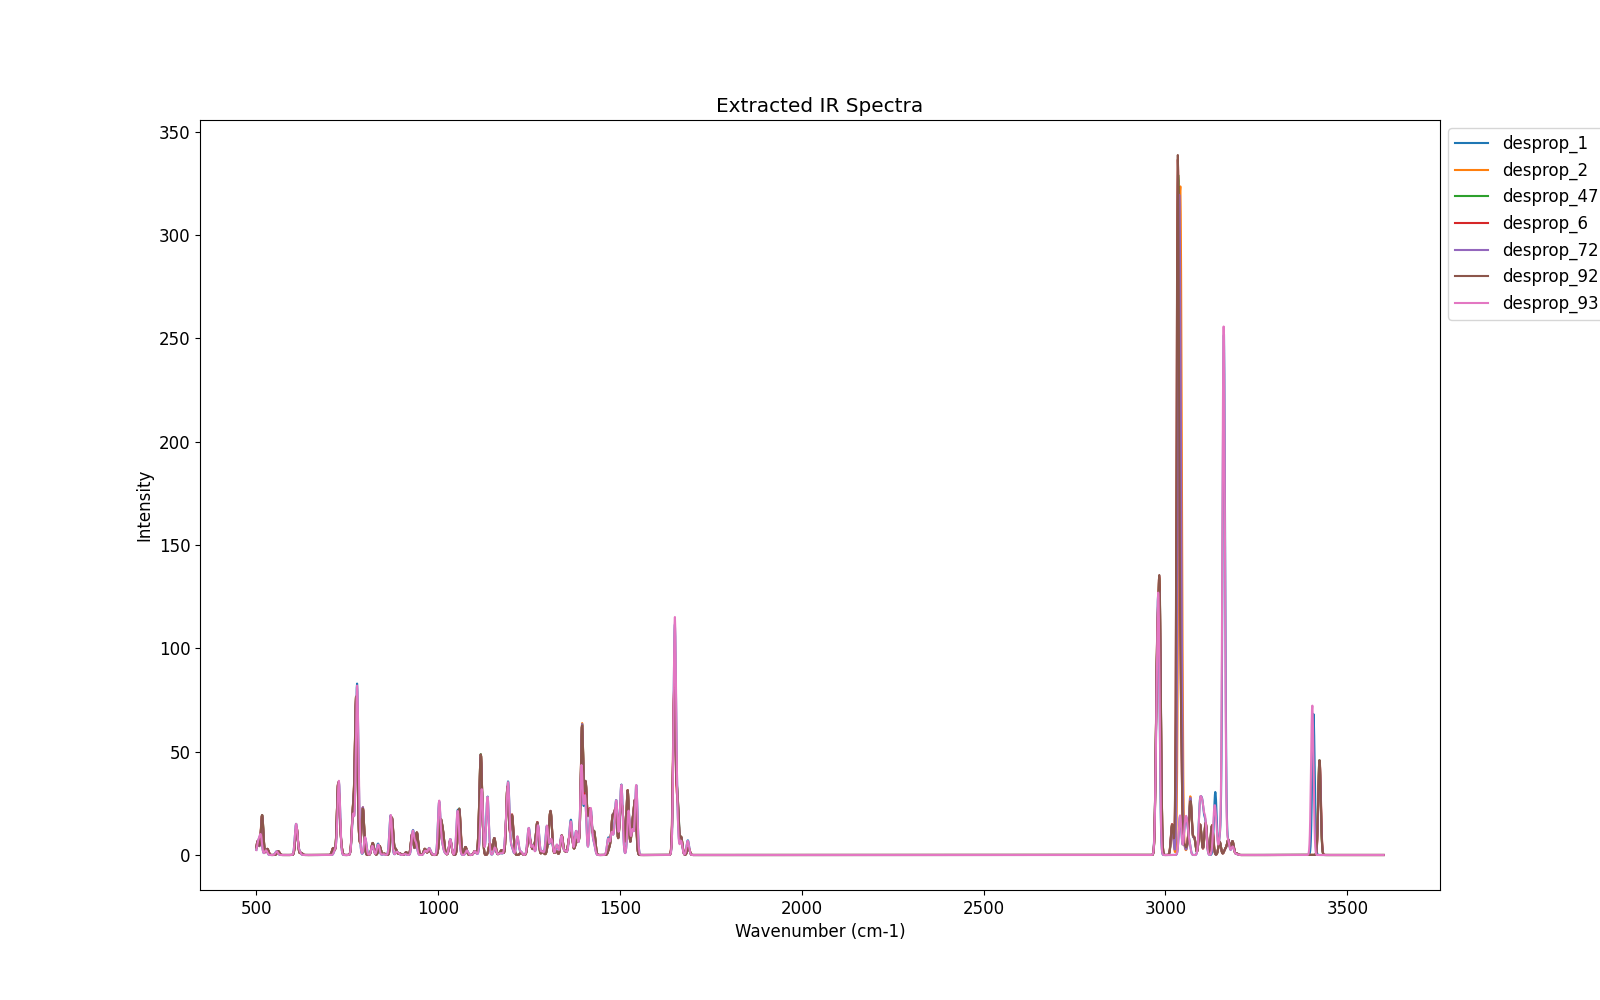 Extracted IR Spectra
350
300
250
200
150
100
50
0
Intensity
500
1000
1500
2000
2500
3000
3500
Wavenumber (cm-1)
desprop_1
desprop_2
desprop_47
desprop_6
desprop_72
desprop_92
desprop_93